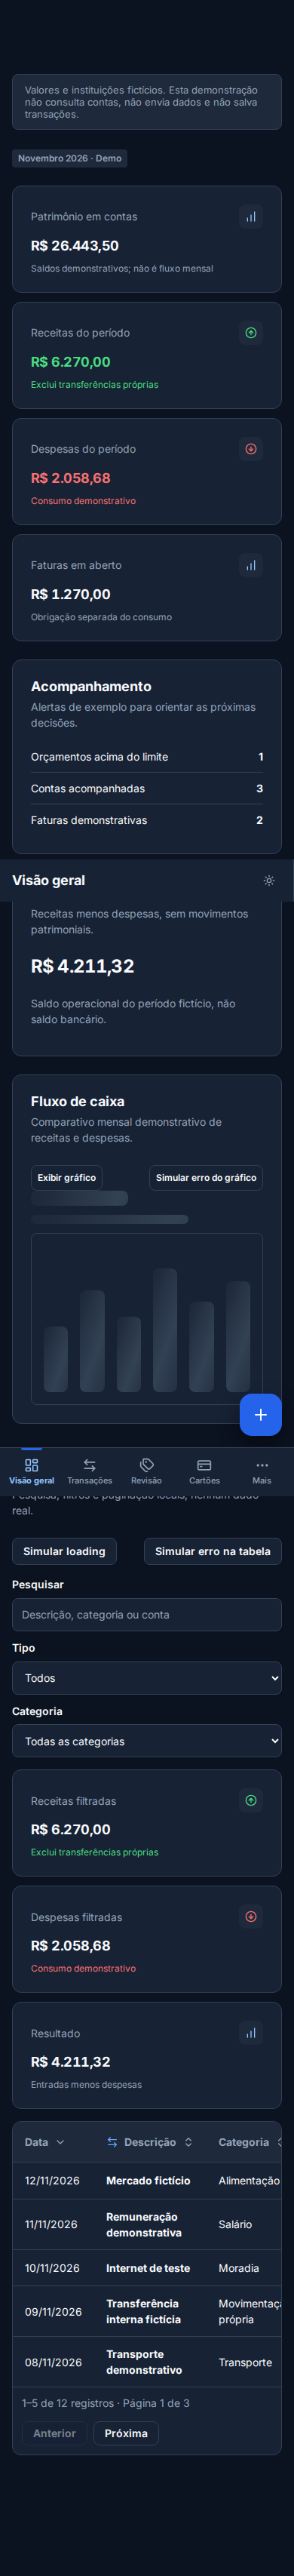 Valores e instituições fictícios. Esta demonstração
não consulta contas, não envia dados e não salva
transações.
Novembro 2026 · Demo
Patrimônio em contas
R$ 26.443,50
Saldos demonstrativos; não é fluxo mensal
Receitas do período
R$ 6.270,00
Exclui transferências próprias
Despesas do período
R$ 2.058,68
Consumo demonstrativo
Faturas em aberto
R$ 1.270,00
Obrigação separada do consumo
Acompanhamento
Alertas de exemplo para orientar as próximas
decisões.
Orçamentos acima do limite 1
Contas acompanhadas 3
Faturas demonstrativas 2
Visão geral
Receitas menos despesas, sem movimentos
patrimoniais.
R$ 4.211,32
Saldo operacional do período fictício, não
saldo bancário.
Fluxo de caixa
Comparativo mensal demonstrativo de
receitas e despesas.
Exibir gráfico Simular erro do gráfico
Visão geral Transações Revisão Cartões Mais
Pesquisa, filtros e paginação locais, nenhum dado
real.
Simular loading Simular erro na tabela
Pesquisar
Descrição, categoria ou conta
Tipo
Todos
Categoria
Todas as categorias
Receitas filtradas
R$ 6.270,00
Exclui transferências próprias
Despesas filtradas
R$ 2.058,68
Consumo demonstrativo
Resultado
R$ 4.211,32
Entradas menos despesas
Data Descrição Categoria
12/11/2026 Mercado fictício Alimentação
11/11/2026 Remuneração demonstrativa Salário
10/11/2026 Internet de teste Moradia
09/11/2026 Transferência interna fictícia Movimentaç própria
08/11/2026 Transporte demonstrativo Transporte
1–5 de 12 registros · Página 1 de 3
Anterior Próxima